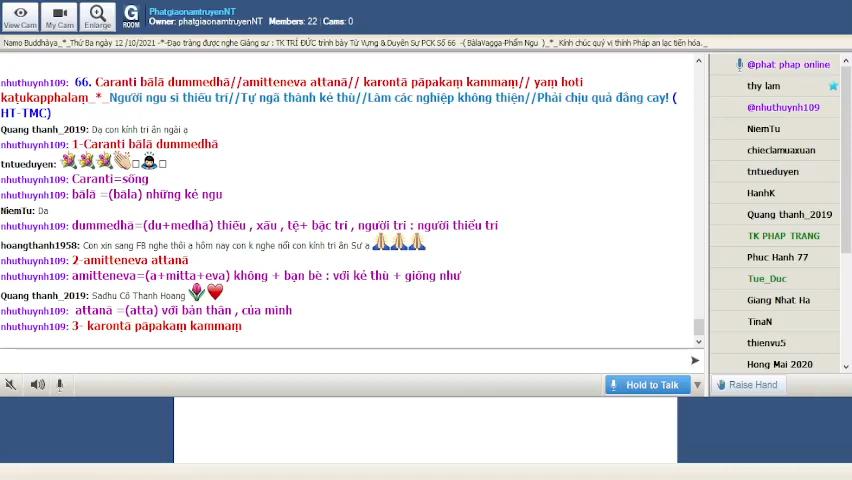 View Cam
My Cam
Enlarge
G
ROOM
PhatgiaonamtruyenNT
Owner: phatgiaonamtruyenNT Members: 22 Cams: 0
Namo Buddhàya_*_Thứ Ba ngày 12 /10/2021 -*-Đạo tràng được nghe Giảng sư : TK TRÍ ĐỨC trình bày Từ Vựng & Duyên Sự PCK Số 66 -( BālaVagga-Phẩm Ngu )_*_ Kính chúc quý vị thính Pháp an lạc tiến hóa._
nhuthuynh109: 66. Caranti bālā dummedhā//amitteneva attanā// karontā pāpakaṃ kammaṃ// yaṃ hoti
kaṭukapphalaṃ_*_Người ngu si thiếu trí//Tự ngã thành kẻ thù//Làm các nghiệp không thiện//Phải chịu quả đắng cay! (
HT-TMC)
Quang thanh_2019: Dạ con kính tri ân ngài ạ
nhuthuynh109: 1-Caranti bālā dummedhā
tntueduyen:
nhuthuynh109: Caranti=sống
nhuthuynh109: bālā =(bāla) những kẻ ngu
NiemTu: Da
nhuthuynh109: dummedhā=(du+medhā) thiếu , xấu , tệ+ bậc trí , người trí : người thiếu trí
hoangthanh1958: Con xin sang FB nghe thôi ạ hôm nay con k nghe nổi con kính tri ân Sư ạ
nhuthuynh109: 2-amitteneva attanā
nhuthuynh109: amitteneva=(a+mitta+eva) không + bạn bè : với kẻ thù + giống như
Quang thanh_2019: Sadhu Cô Thanh Hoang
nhuthuynh109: attanā =(atta) với bản thân , của mình
nhuthuynh109: 3- karontā pāpakaṃ kammaṃ
@phat phap online
thy lam
@nhuthuynh109
NiemTu
chieclamuaxuan
tntueduyen
HanhK
Quang thanh_2019
TK PHAP TRANG
Phuc Hanh 77
Tue_Duc
Giang Nhat Ha
TinaN
thienvu5
Hong Mai 2020
Hold to Talk
Raise Hand